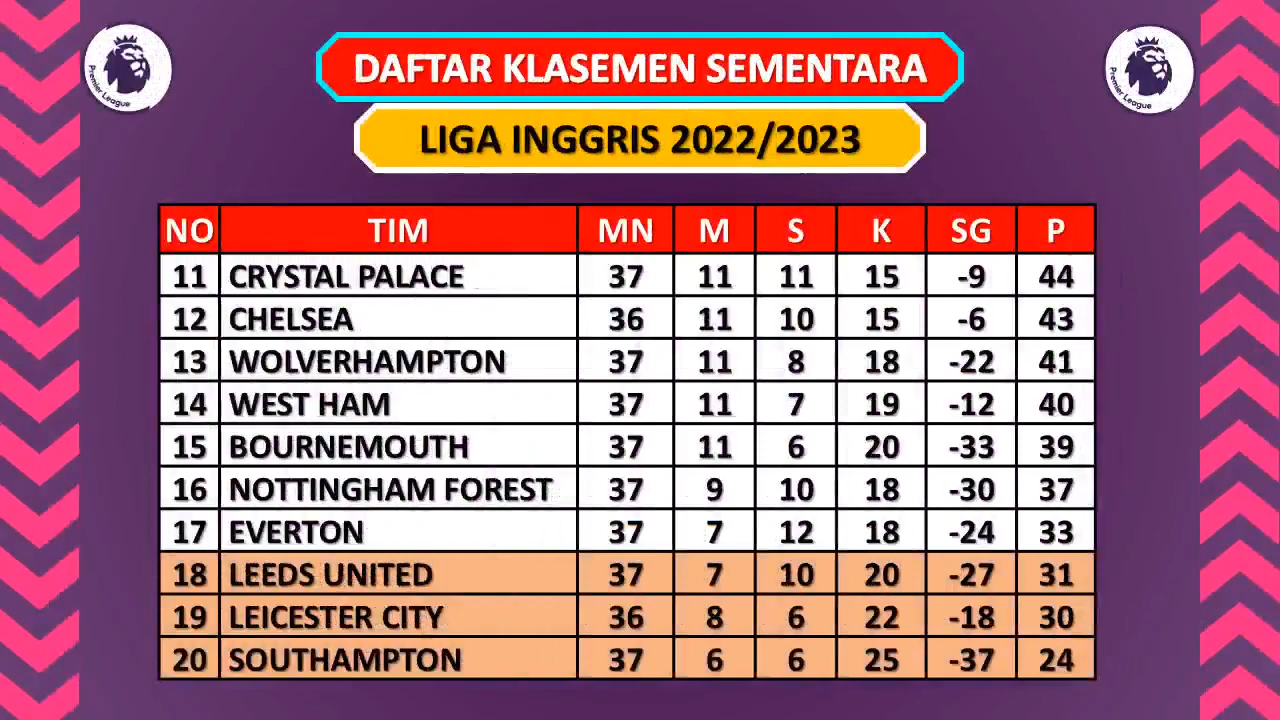 Premier League
Premier League
DAFTAR KLASEMEN SEMENTARA
LIGA INGGRIS 2022/2023
NO TIM MN M S K SG P
11 CRYSTAL PALACE 37 11 11 15 -9 44
12 CHELSEA 36 11 10 15 -6 43
13 WOLVERHAMPTON 37 11 8 18 -22 41
14 WEST HAM 37 11 7 19 -12 40
15 BOURNEMOUTH 37 11 6 20 -33 39
16 NOTTINGHAM FOREST 37 9 10 18 -30 37
17 EVERTON 37 7 12 18 -24 33
18 LEEDS UNITED 37 7 10 20 -27 31
19 LEICESTER CITY 36 8 6 22 -18 30
20 SOUTHAMPTON 37 6 6 25 -37 24